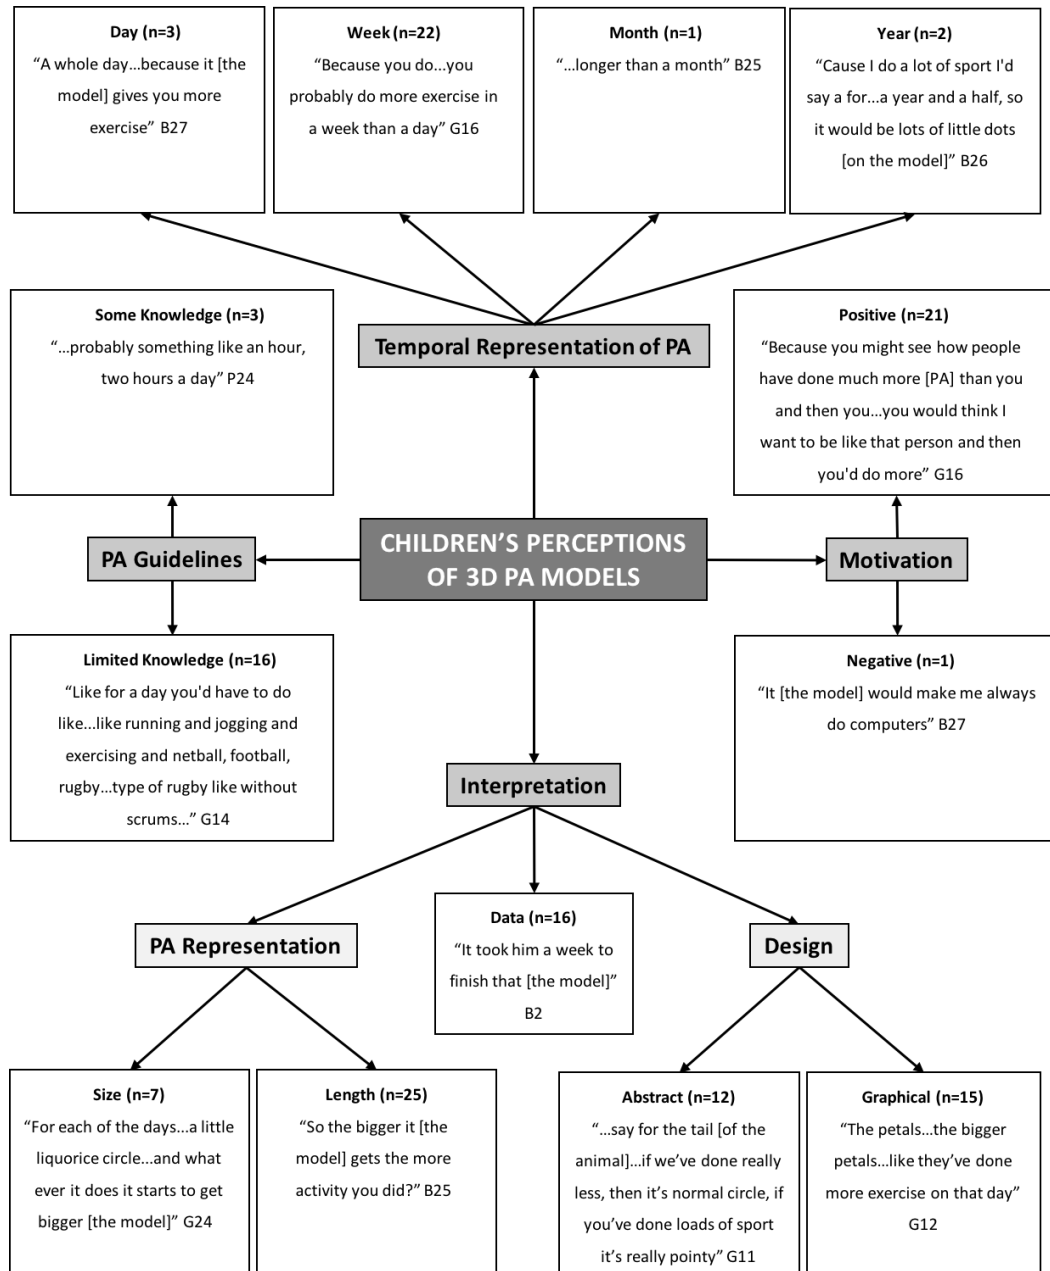 Day (n=3)
“A whole day...because it [the
model] gives you more
exercise” B27
Week (n=22)
“Because you do...you
probably do more exercise in
a week than a day” G16
Month (n=1)
“...longer than a month” B25
Year (n=2)
“Cause I do a lot of sport I'd
say a for...a year and a half, so
it would be lots of little dots
[on the model]” B26
Some Knowledge (n=3)
“...probably something like an hour,
two hours a day” P24
Temporal Representation of PA
Positive (n=21)
“Because you might see how people
have done much more [PA] than you
and then you...you would think I
want to be like that person and then
you'd do more” G16
PA Guidelines
CHILDREN’S PERCEPTIONS
OF 3D PA MODELS
Motivation
Limited Knowledge (n=16)
“Like for a day you'd have to do
like...like running and jogging and
exercising and netball, football,
rugby...type of rugby like without
scrums...” G14
Negative (n=1)
“It [the model] would make me always
do computers” B27
Interpretation
PA Representation
Data (n=16)
“It took him a week to
finish that [the model]”
B2
Design
Size (n=7)
“For each of the days...a little
liquorice circle...and what
ever it does it starts to get
bigger [the model]” G24
Length (n=25)
“So the bigger it [the
model] gets the more
activity you did?” B25
Abstract (n=12)
“...say for the tail [of the
animal]...if we’ve done really
less, then it’s normal circle, if
you’ve done loads of sport
it’s really pointy” G11
Graphical (n=15)
“The petals...the bigger
petals...like they’ve done
more exercise on that day”
G12